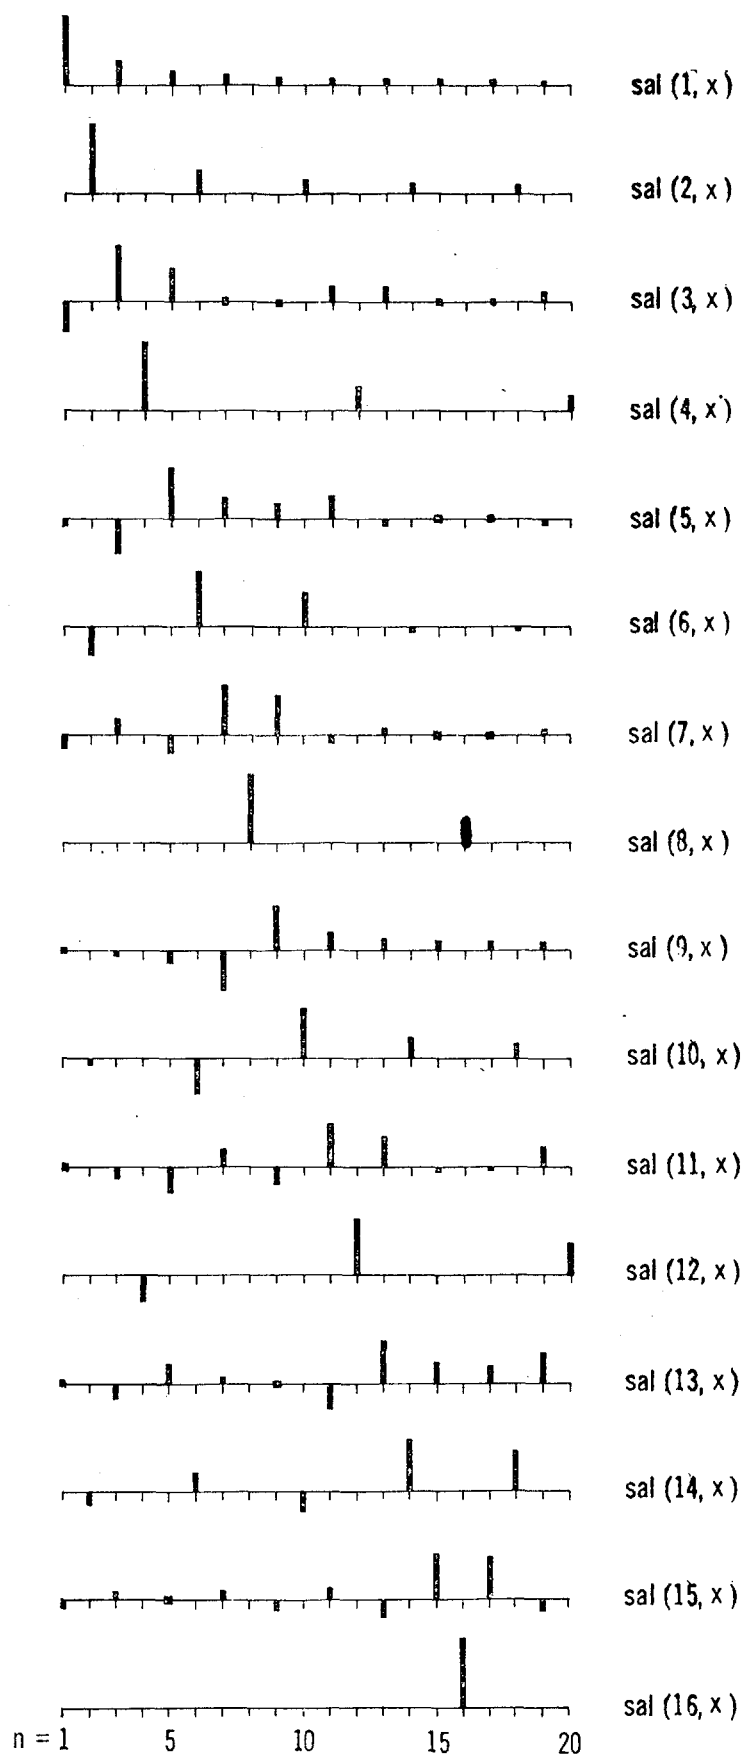 sal (1, x)
sal (2, x)
sal (3, x)
sal (4, x)
sal (5, x)
sal (6, x)
sal (7, x)
sal (8, x)
sal (9, x)
sal (10, x)
sal (11, x)
sal (12, x)
sal (13, x)
sal (14, x)
sal (15, x)
sal (16, x)
n = 1 5 10 15 20